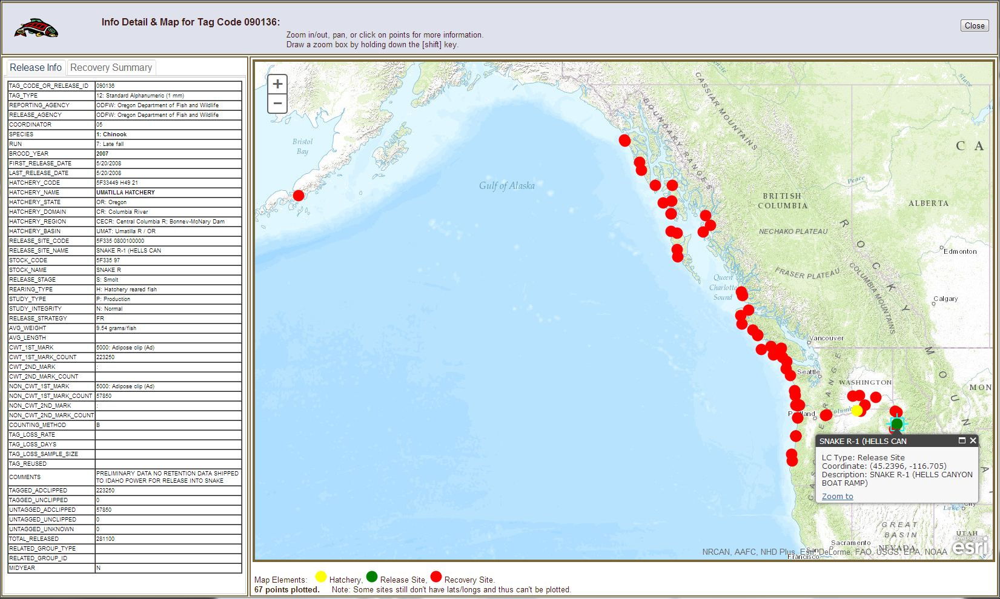 Info Detail & Map for Tag Code 090136:
Zoom in/out, pan, or click on points for more information.
Draw a zoom box by holding down the [shift] key.
Close
Release Info Recovery Summary
TAG_CODE_OR_RELEASE_ID 090136
TAG_TYPE 12: Standard Alphanumeric (1 mm)
REPORTING_AGENCY ODFW: Oregon Department of Fish and Wildlife
RELEASE_AGENCY ODFW: Oregon Department of Fish and Wildlife
COORDINATOR 05
SPECIES 1: Chinook
RUN 7: Late fall
BROOD_YEAR 2007
FIRST_RELEASE_DATE 5/20/2008
LAST_RELEASE_DATE 5/20/2008
HATCHERY_CODE 5F33449 H49 21
HATCHERY_NAME UMATILLA HATCHERY
HATCHERY_STATE OR: Oregon
HATCHERY_DOMAIN CR: Columbia River
HATCHERY_REGION CECR: Central Columbia R; Bonnev-McNary Dam
HATCHERY_BASIN UMAT: Umatilla R / OR
RELEASE_SITE_CODE 5F335 0800100000
RELEASE_SITE_NAME SNAKE R-1 (HELLS CAN
STOCK_CODE 5F335 97
STOCK_NAME SNAKE R
RELEASE_STAGE S: Smolt
REARING_TYPE H: Hatchery reared fish
STUDY_TYPE P: Production
STUDY_INTEGRITY N: Normal
RELEASE_STRATEGY FR
AVG_WEIGHT 9.54 grams/fish
AVG_LENGTH
CWT_1ST_MARK 5000: Adipose clip (Ad)
CWT_1ST_MARK_COUNT 223250
CWT_2ND_MARK :
CWT_2ND_MARK_COUNT
NON_CWT_1ST_MARK 5000: Adipose clip (Ad)
NON_CWT_1ST_MARK_COUNT 57850
NON_CWT_2ND_MARK :
NON_CWT_2ND_MARK_COUNT
COUNTING_METHOD B
TAG_LOSS_RATE
TAG_LOSS_DAYS
TAG_LOSS_SAMPLE_SIZE
TAG_REUSED
COMMENTS PRELIMINARY DATA NO RETENTION DATA SHIPPED
TO IDAHO POWER FOR RELEASE INTO SNAKE
TAGGED_ADCLIPPED 223250
TAGGED_UNCLIPPED 0
UNTAGGED_ADCLIPPED 57850
UNTAGGED_UNCLIPPED 0
UNTAGGED_UNKNOWN 0
TOTAL_RELEASED 281100
RELATED_GROUP_TYPE
RELATED_GROUP_ID
MIDYEAR N
+
−
CASSIAR MOUNTAINS
BOUNDARY RANGES
Slave
Bristol
Bay
C A
Gulf of Alaska
Peace
BRITISH
COLUMBIA
ALBERTA
NECHAKO PLATEAU
ROCKY MOUN
Edmonton
FRASER PLATEAU
COLUMBIA MOUNTAINS
Queen
Charlotte
Sound
Calgary
Vancouver
Seattle
WASHINGTON
MON
Portland
SNAKE R-1 (HELLS CAN
LC Type: Release Site
Coordinate: (45.2396, -116.705)
Description: SNAKE R-1 (HELLS CANYON
BOAT RAMP)
Zoom to
Lake
City
GREAT
BASIN
UTAH
Sacramento
NEVADA
San
Francisco
NRCAN, AAFC, NHD Plus, Esri, DeLorme, FAO, USGS, EPA, NOAA
POWERED BY
esri
Map Elements: Hatchery, Release Site, Recovery Site.
67 points plotted. Note: Some sites still don't have lats/longs and thus can't be plotted.